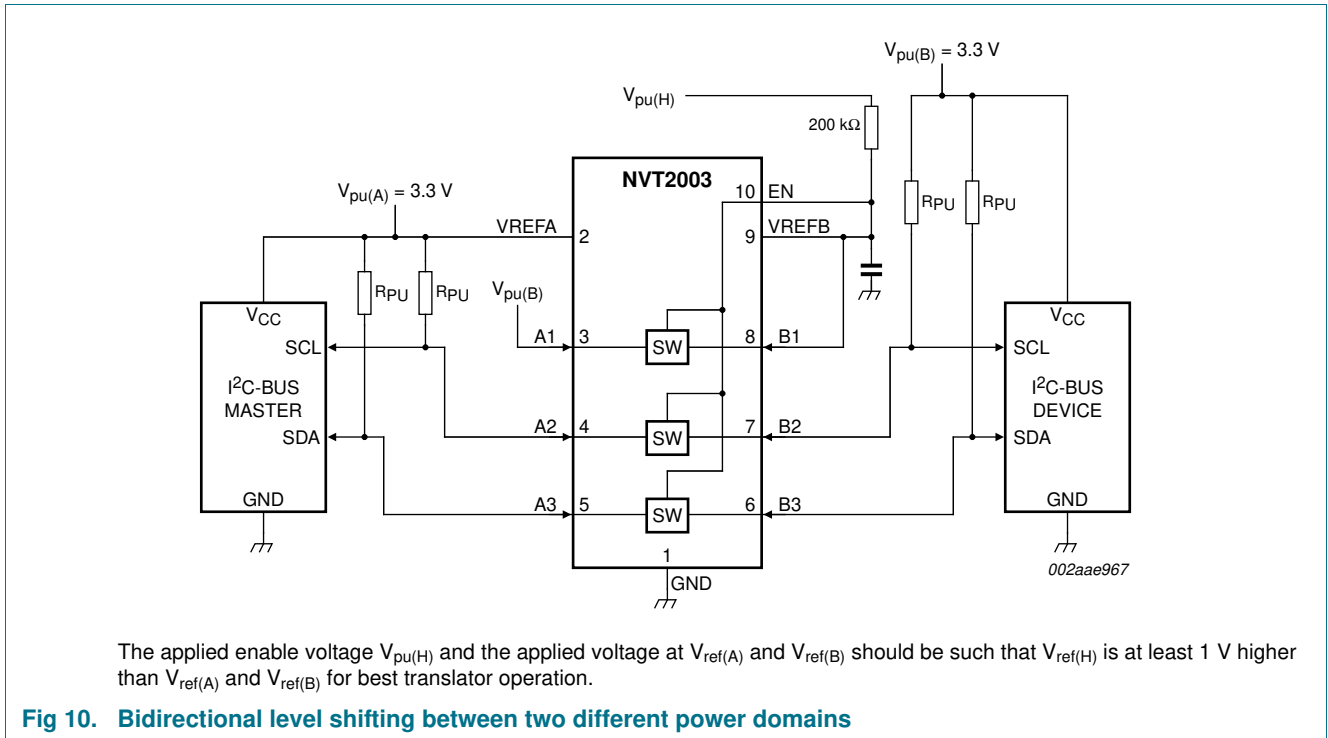 Vpu(B) = 3.3 V
Vpu(H)
200 kΩ
NVT2003
10 EN
Vpu(A) = 3.3 V
RPU RPU
VREFA 2
9 VREFB
RPU RPU
Vpu(B)
VCC
VCC
A1 3 SW 8 B1
SCL
SCL
I2C-BUS
MASTER
I2C-BUS
DEVICE
A2 4 SW 7 B2
SDA
SDA
GND
GND
A3 5 SW 6 B3
1
GND
002aae967
The applied enable voltage Vpu(H) and the applied voltage at Vref(A) and Vref(B) should be such that Vref(H) is at least 1 V higher
than Vref(A) and Vref(B) for best translator operation.
Fig 10. Bidirectional level shifting between two different power domains